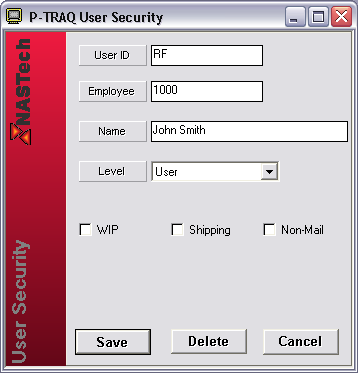 P-TRAQ User Security
NASTech
User Security
User ID RF
Employee 1000
Name John Smith
Level User
WIP Shipping Non-Mail
Save Delete Cancel